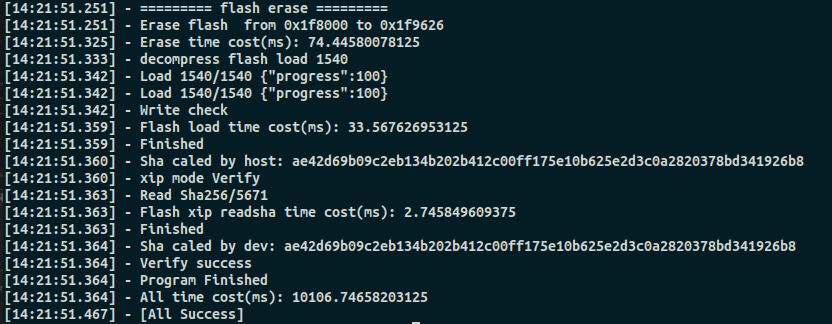 [14:21:51.251] - ========= flash erase =========
[14:21:51.251] - Erase flash  from 0x1f8000 to 0x1f9626
[14:21:51.325] - Erase time cost(ms): 74.44580078125
[14:21:51.333] - decompress flash load 1540
[14:21:51.342] - Load 1540/1540 {"progress":100}
[14:21:51.342] - Load 1540/1540 {"progress":100}
[14:21:51.342] - Write check
[14:21:51.359] - Flash load time cost(ms): 33.567626953125
[14:21:51.359] - Finished
[14:21:51.360] - Sha caled by host: ae42d69b09c2eb134b202b412c00ff175e10b625e2d3c0a2820378bd341926b8
[14:21:51.360] - xip mode Verify
[14:21:51.363] - Read Sha256/5671
[14:21:51.363] - Flash xip readsha time cost(ms): 2.745849609375
[14:21:51.363] - Finished
[14:21:51.364] - Sha caled by dev: ae42d69b09c2eb134b202b412c00ff175e10b625e2d3c0a2820378bd341926b8
[14:21:51.364] - Verify success
[14:21:51.364] - Program Finished
[14:21:51.364] - All time cost(ms): 10106.74658203125
[14:21:51.467] - [All Success]